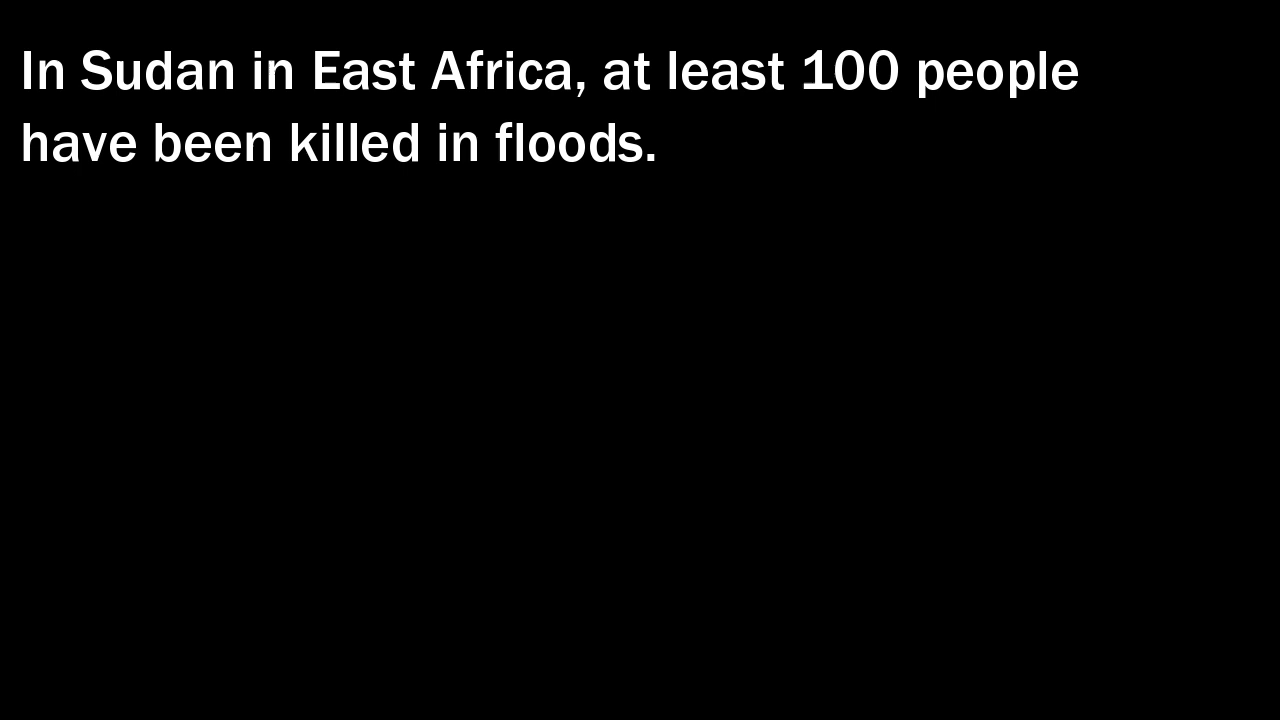 In Sudan in East Africa, at least 100 people
have been killed in floods.